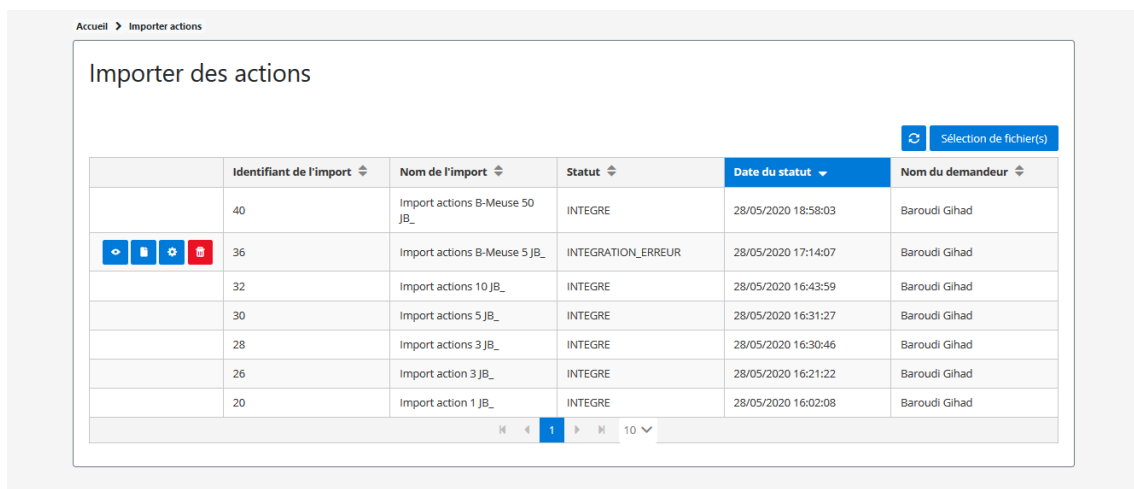 Accueil > Importer actions
Importer des actions
Sélection de fichier(s)
Identifiant de l'import Nom de l'import Statut Date du statut Nom du demandeur
40 Import actions B-Meuse 50 JB_ INTEGRE 28/05/2020 18:58:03 Baroudi Gihad
36 Import actions B-Meuse 5 JB_ INTEGRATION_ERREUR 28/05/2020 17:14:07 Baroudi Gihad
32 Import actions 10 JB_ INTEGRE 28/05/2020 16:43:59 Baroudi Gihad
30 Import actions 5 JB_ INTEGRE 28/05/2020 16:31:27 Baroudi Gihad
28 Import actions 3 JB_ INTEGRE 28/05/2020 16:30:46 Baroudi Gihad
26 Import action 3 JB_ INTEGRE 28/05/2020 16:21:22 Baroudi Gihad
20 Import action 1 JB_ INTEGRE 28/05/2020 16:02:08 Baroudi Gihad
1 10